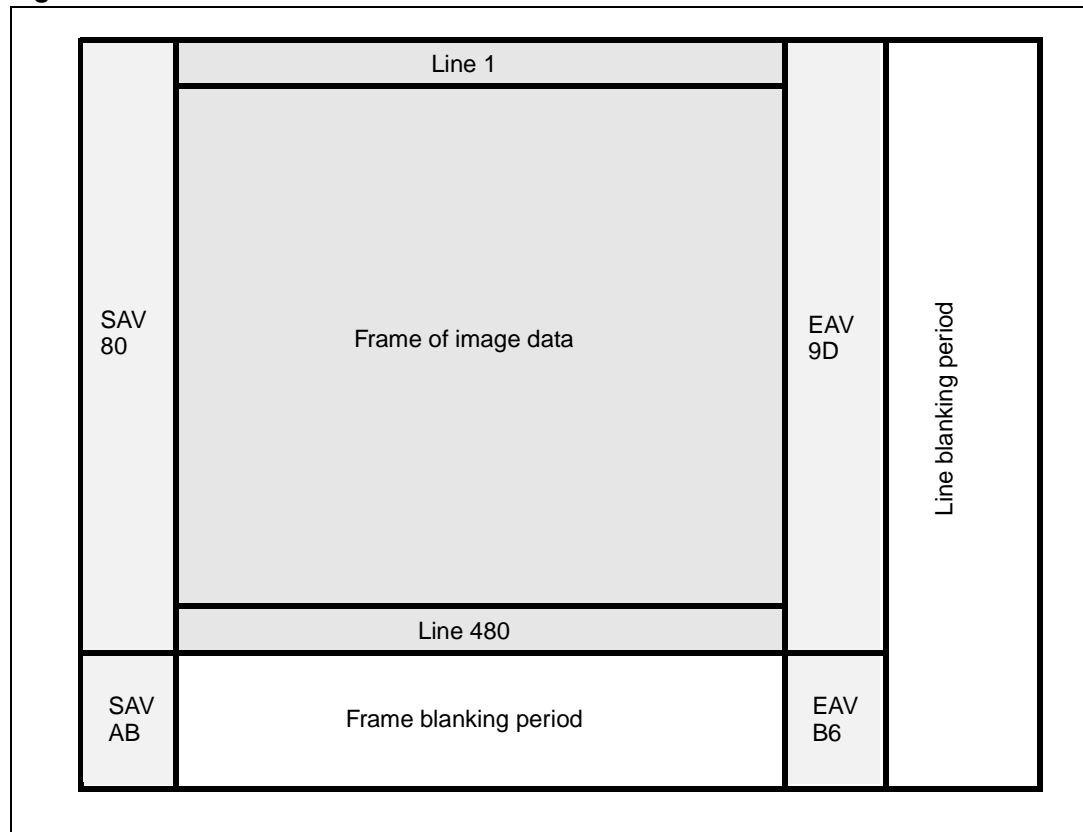 Line 1
SAV
80
Frame of image data
EAV
9D
Line blanking period
Line 480
SAV
AB
Frame blanking period
EAV
B6